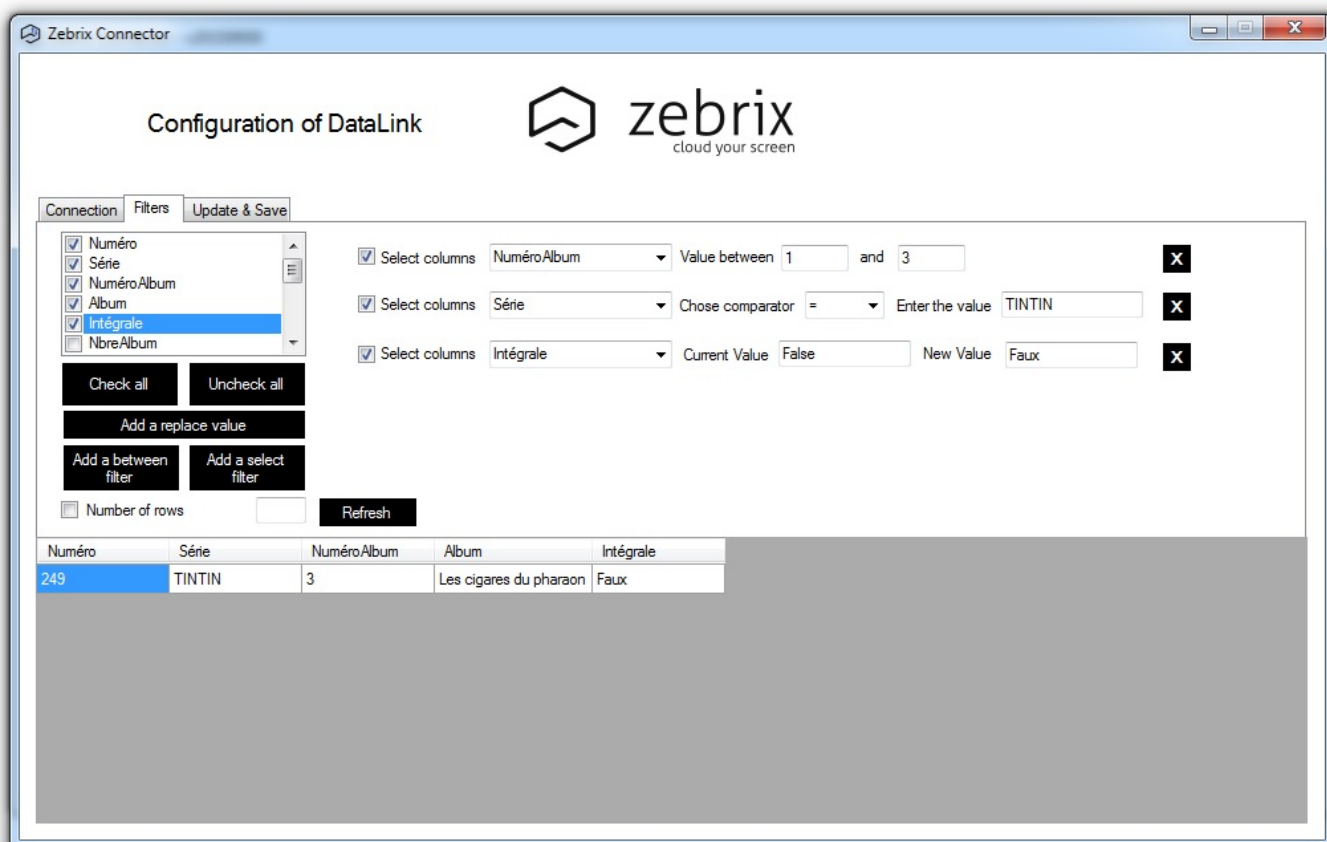 Zebrix Connector
Configuration of DataLink
zebrix
cloud your screen
Connection Filters Update & Save
Numéro
Série
NuméroAlbum
Album
Intégrale
NbreAlbum
Select columns NuméroAlbum Value between 1 and 3 X
Select columns Série Chose comparator = Enter the value TINTIN X
Select columns Intégrale Current Value False New Value Faux X
Check all Uncheck all
Add a replace value
Add a between filter Add a select filter
Number of rows Refresh
Numéro Série NuméroAlbum Album Intégrale
249 TINTIN 3 Les cigares du pharaon Faux